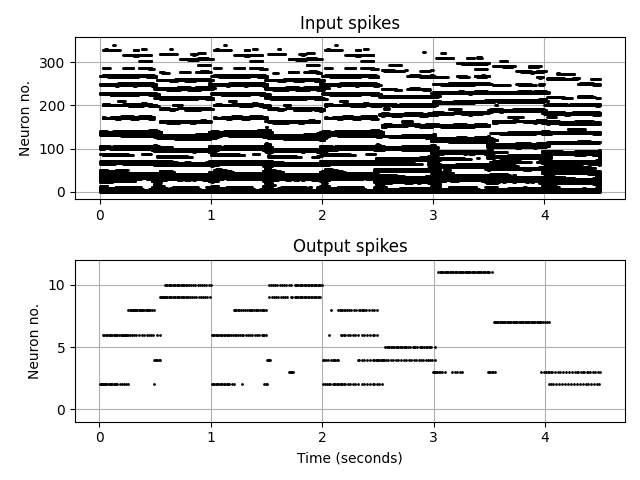 Input spikes
Neuron no.
300
200
100
0
0 1 2 3 4
Output spikes
Neuron no.
10
5
0
0 1 2 3 4
Time (seconds)